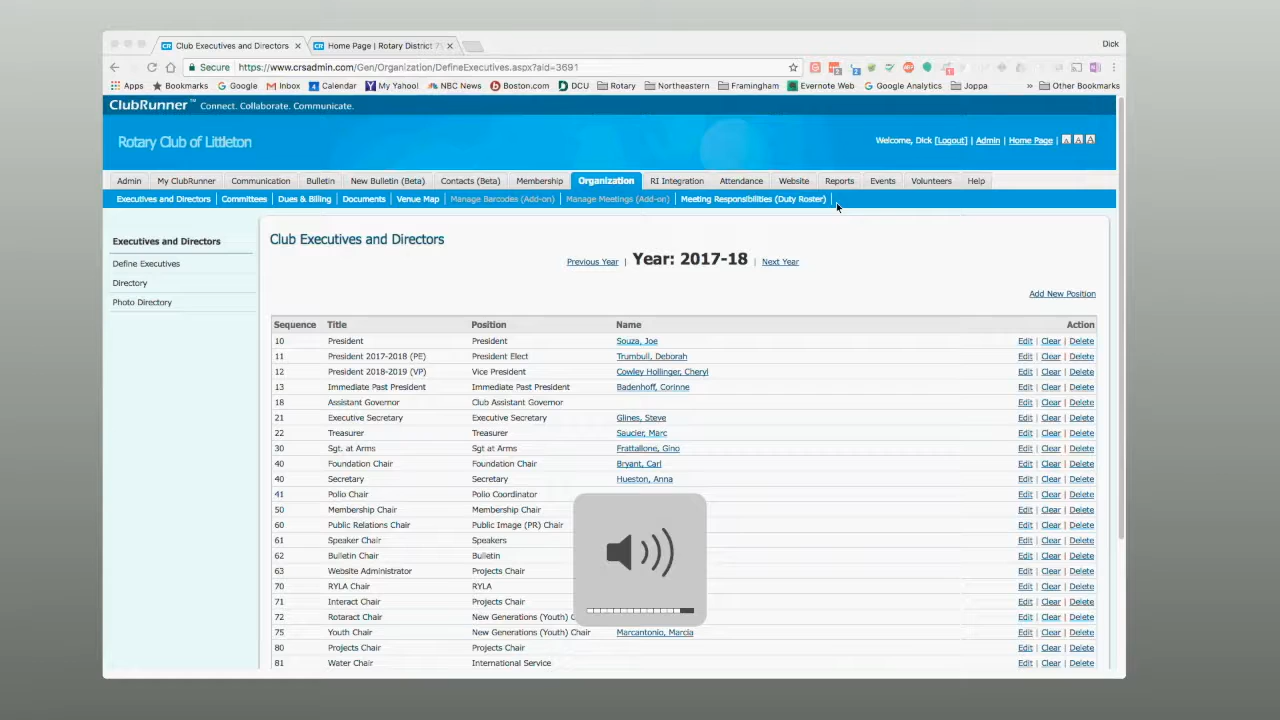 Club Executives and Directors
Home Page | Rotary District 7
Dick
Secure https://www.crsadmin.com/Gen/Organization/DefineExecutives.aspx?aid=3691
Apps Bookmarks Google Inbox Calendar My Yahoo! NBC News Boston.com DCU Rotary Northeastern Framingham Evernote Web Google Analytics Joppa » Other Bookmarks
ClubRunner™ Connect. Collaborate. Communicate.
Rotary Club of Littleton
Welcome, Dick [Logout] | Admin | Home Page | A A A
Admin My ClubRunner Communication Bulletin New Bulletin (Beta) Contacts (Beta) Membership Organization RI Integration Attendance Website Reports Events Volunteers Help
Executives and Directors | Committees | Dues & Billing | Documents | Venue Map | Manage Barcodes (Add-on) | Manage Meetings (Add-on) | Meeting Responsibilities (Duty Roster) |
Executives and Directors
Define Executives
Directory
Photo Directory
Club Executives and Directors
Previous Year | Year: 2017-18 | Next Year
Add New Position
Sequence Title Position Name Action
10 President President Souza, Joe Edit | Clear | Delete
11 President 2017-2018 (PE) President Elect Trumbull, Deborah Edit | Clear | Delete
12 President 2018-2019 (VP) Vice President Cowley Hollinger, Cheryl Edit | Clear | Delete
13 Immediate Past President Immediate Past President Badenhoff, Corinne Edit | Clear | Delete
18 Assistant Governor Club Assistant Governor Edit | Clear | Delete
21 Executive Secretary Executive Secretary Glines, Steve Edit | Clear | Delete
22 Treasurer Treasurer Saucier, Marc Edit | Clear | Delete
30 Sgt. at Arms Sgt at Arms Frattallone, Gino Edit | Clear | Delete
40 Foundation Chair Foundation Chair Bryant, Carl Edit | Clear | Delete
40 Secretary Secretary Hueston, Anna Edit | Clear | Delete
41 Polio Chair Polio Coordinator Edit | Clear | Delete
50 Membership Chair Membership Chair Edit | Clear | Delete
60 Public Relations Chair Public Image (PR) Chair Edit | Clear | Delete
61 Speaker Chair Speakers Edit | Clear | Delete
62 Bulletin Chair Bulletin Edit | Clear | Delete
63 Website Administrator Projects Chair Edit | Clear | Delete
70 RYLA Chair RYLA Edit | Clear | Delete
71 Interact Chair Projects Chair Edit | Clear | Delete
72 Rotaract Chair New Generations (Youth) Edit | Clear | Delete
75 Youth Chair New Generations (Youth) Chair Marcantonio, Marcia Edit | Clear | Delete
80 Projects Chair Projects Chair Edit | Clear | Delete
81 Water Chair International Service Edit | Clear | Delete